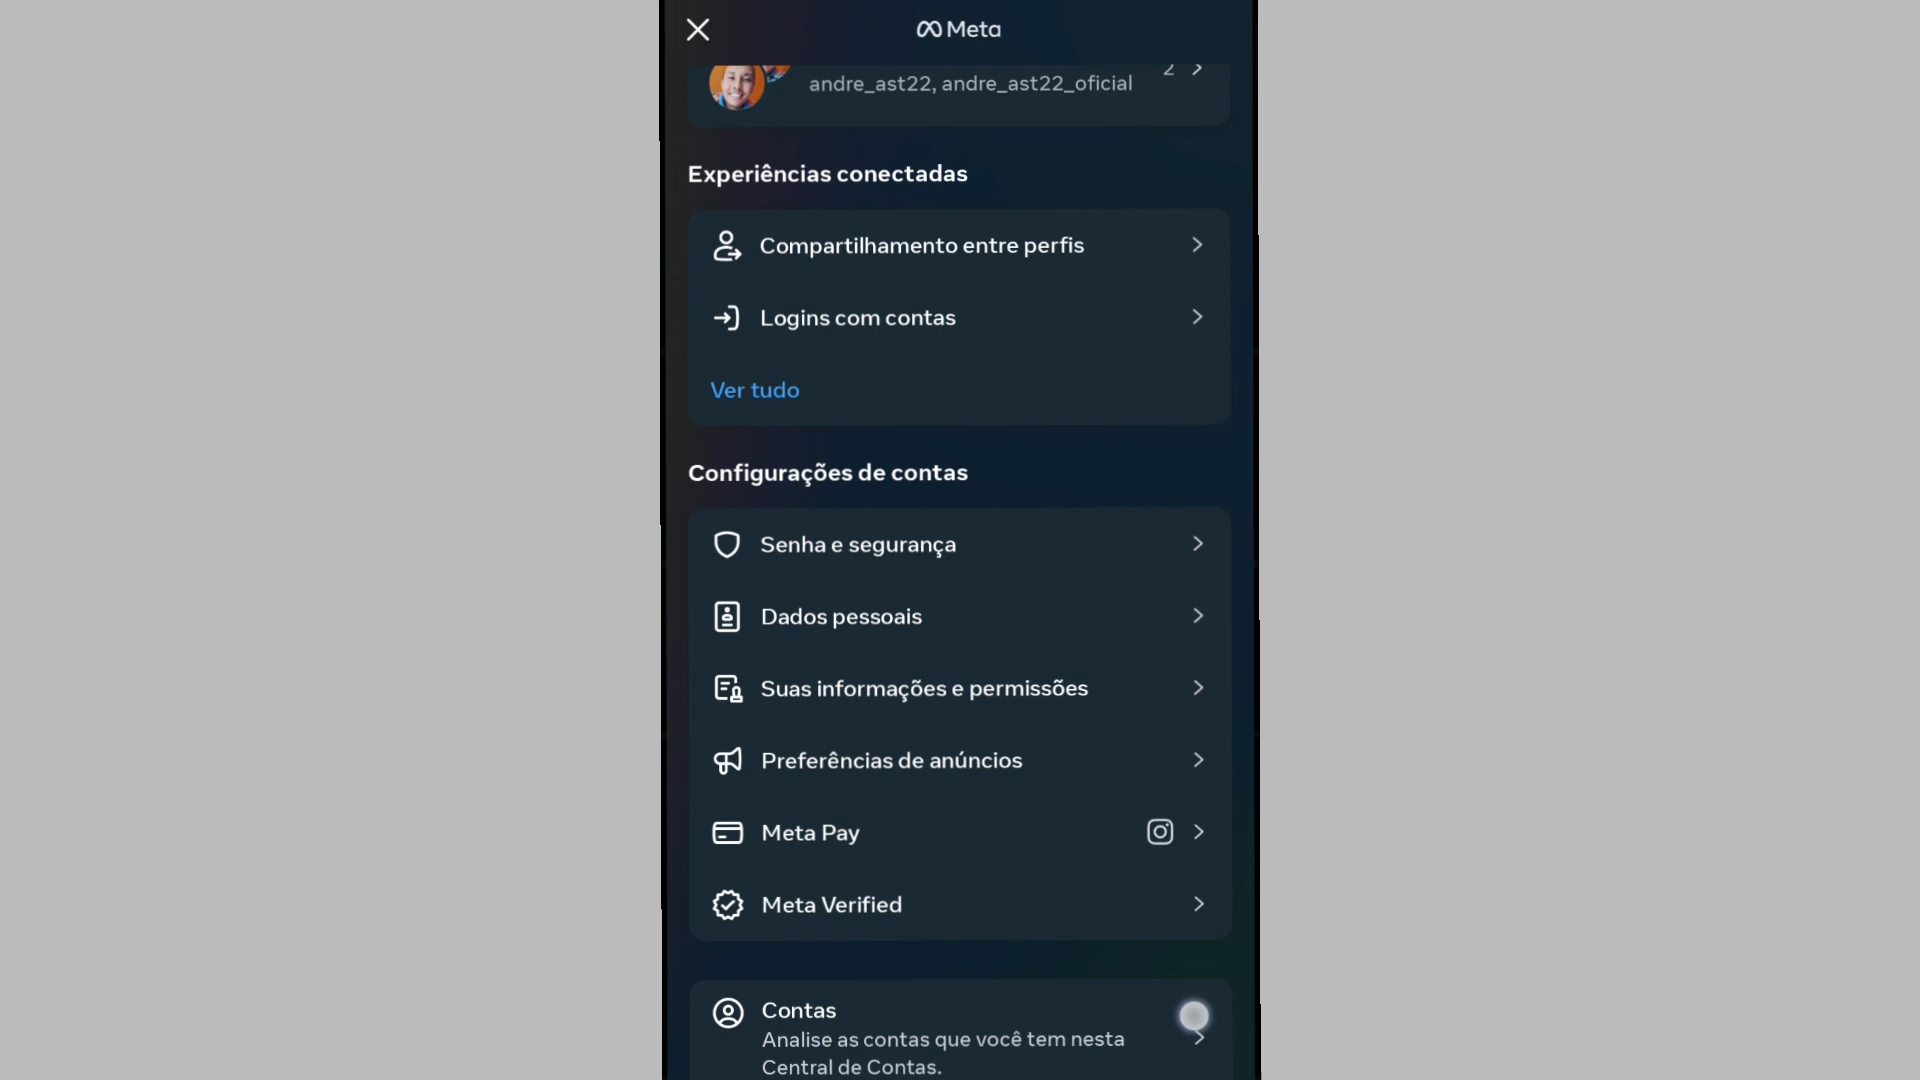 Meta
andre_ast22, andre_ast22_oficial
2
Experiências conectadas
Compartilhamento entre perfis
Logins com contas
Ver tudo
Configurações de contas
Senha e segurança
Dados pessoais
Suas informações e permissões
Preferências de anúncios
Meta Pay
Meta Verified
Contas
Analise as contas que você tem nesta
Central de Contas.